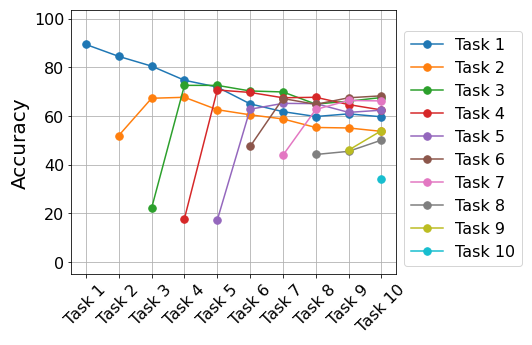 100
80
60
40
20
0
Accuracy
Task 1
Task 2
Task 3
Task 4
Task 5
Task 6
Task 7
Task 8
Task 9
Task 10
Task 1
Task 2
Task 3
Task 4
Task 5
Task 6
Task 7
Task 8
Task 9
Task 10